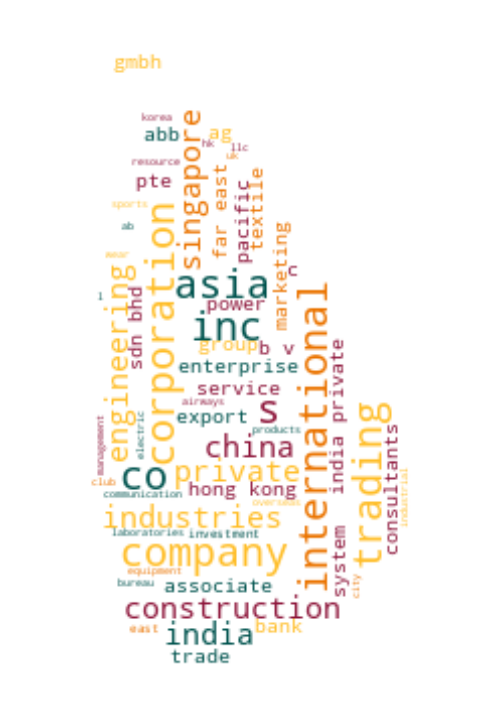 gmbh
korea
abb
singapore
ag
hk
llc
uk
resource
pte
far east
pacific
textile
sports
ab
corporation
marketing
wear
engineering
asia
c
l
sdn bhd
power
international
inc
group
b v
enterprise
india private
service
airways
s
export
trading
electric
products
management
china
consultants
co
private
industrial
club
hong kong
communication
overseas
industries
system
laboratories
investment
company
equipment
city
bureau
associate
construction
east
india
bank
trade